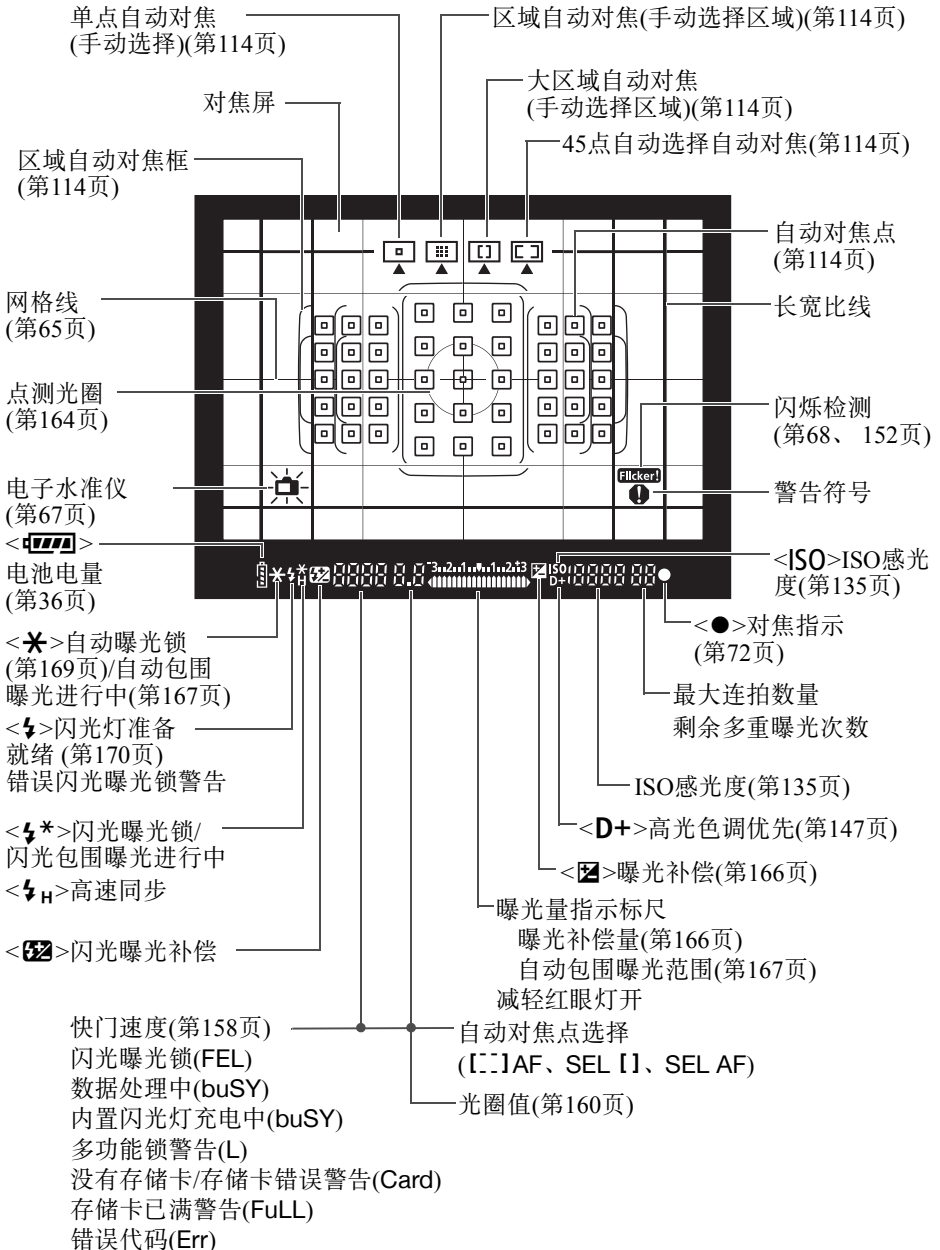 单点自动对焦
(手动选择)(第114页)
区域自动对焦(手动选择区域)(第114页)
大区域自动对焦
(手动选择区域)(第114页)
对焦屏
45点自动选择自动对焦(第114页)
区域自动对焦框
(第114页)
自动对焦点
(第114页)
网格线
(第65页)
长宽比线
点测光圈
(第164页)
闪烁检测
(第68、 152页)
Flicker!
电子水准仪
(第67页)
警告符号
< >
电池电量
(第36页)
3..2..1..▼..1..2..3
ISO
D+
<ISO>ISO感光
度(第135页)
<●>对焦指示
(第72页)
<✱>自动曝光锁
(第169页)/自动包围
曝光进行中(第167页)
最大连拍数量
剩余多重曝光次数
<⚡>闪光灯准备
就绪 (第170页)
错误闪光曝光锁警告
ISO感光度(第135页)
<⚡*>闪光曝光锁/
闪光包围曝光进行中
<D+>高光色调优先(第147页)
<⚡H>高速同步
< >曝光补偿(第166页)
曝光量指示标尺
曝光补偿量(第166页)
自动包围曝光范围(第167页)
减轻红眼灯开
< >闪光曝光补偿
快门速度(第158页)
闪光曝光锁(FEL)
数据处理中(buSY)
内置闪光灯充电中(buSY)
多功能锁警告(L)
没有存储卡/存储卡错误警告(Card)
存储卡已满警告(FuLL)
错误代码(Err)
自动对焦点选择
([ ]AF、SEL [ ]、SEL AF)
光圈值(第160页)